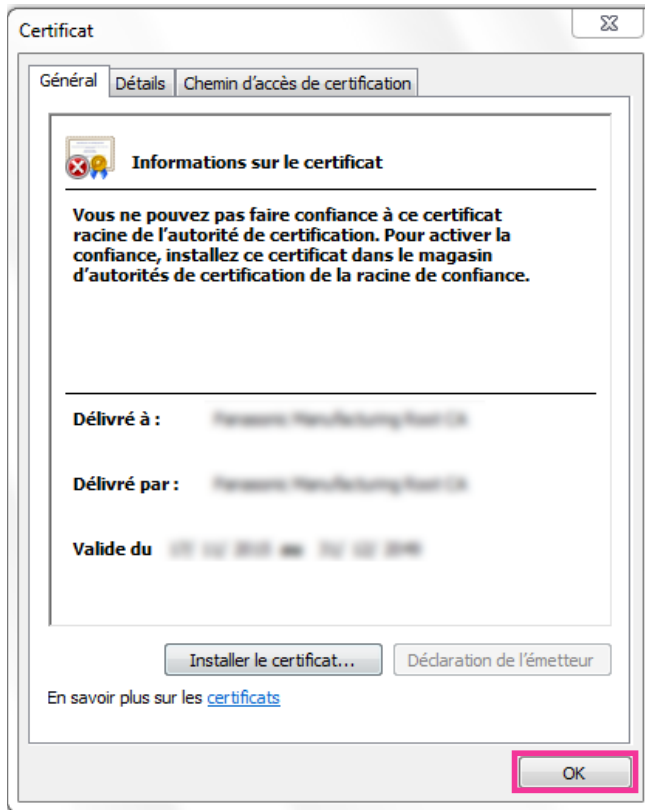 Certificat
Général Détails Chemin d'accès de certification
Informations sur le certificat
Vous ne pouvez pas faire confiance à ce certificat
racine de l'autorité de certification. Pour activer la
confiance, installez ce certificat dans le magasin
d'autorités de certification de la racine de confiance.
Délivré à :
Délivré par :
Valide du
Installer le certificat... Déclaration de l'émetteur
En savoir plus sur les certificats
OK